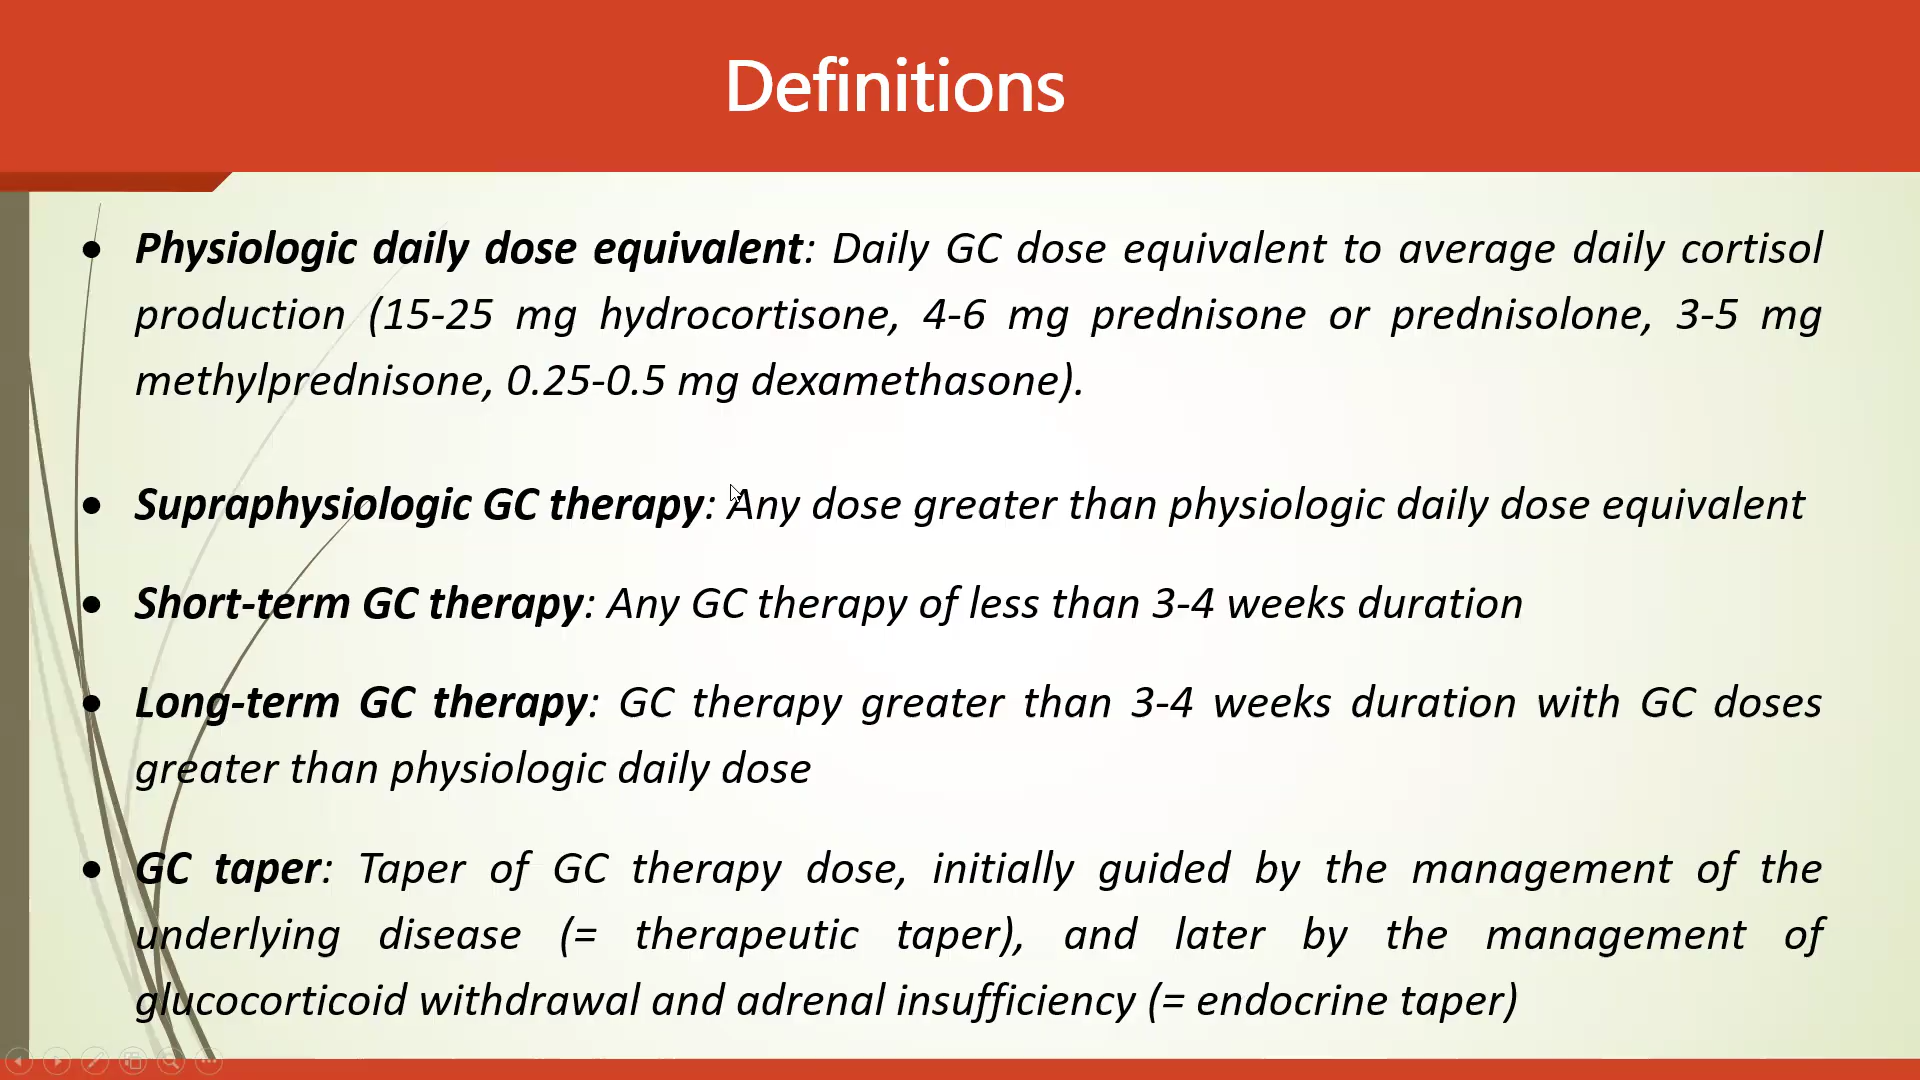 Definitions
• Physiologic daily dose equivalent: Daily GC dose equivalent to average daily cortisol
production (15-25 mg hydrocortisone, 4-6 mg prednisone or prednisolone, 3-5 mg
methylprednisone, 0.25-0.5 mg dexamethasone).
• Supraphysiologic GC therapy: Any dose greater than physiologic daily dose equivalent
• Short-term GC therapy: Any GC therapy of less than 3-4 weeks duration
• Long-term GC therapy: GC therapy greater than 3-4 weeks duration with GC doses
greater than physiologic daily dose
• GC taper: Taper of GC therapy dose, initially guided by the management of the
underlying disease (= therapeutic taper), and later by the management of
glucocorticoid withdrawal and adrenal insufficiency (= endocrine taper)